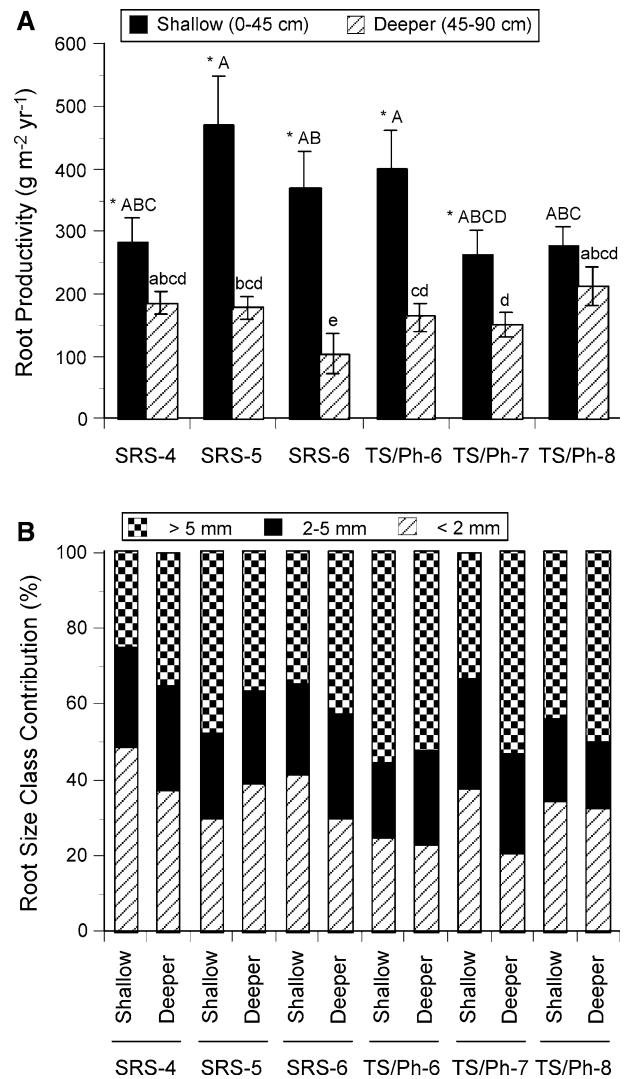 A
Shallow (0-45 cm) Deeper (45-90 cm)
Root Productivity (g m-2 yr-1)
600
500
400
300
200
100
0
* ABC
abcd
* A
bcd
* AB
e
* A
cd
* ABCD
d
ABC
abcd
SRS-4 SRS-5 SRS-6 TS/Ph-6 TS/Ph-7 TS/Ph-8
B
> 5 mm 2-5 mm < 2 mm
Root Size Class Contribution (%)
100
80
60
40
20
0
Shallow Deeper Shallow Deeper Shallow Deeper Shallow Deeper Shallow Deeper Shallow Deeper
SRS-4 SRS-5 SRS-6 TS/Ph-6 TS/Ph-7 TS/Ph-8